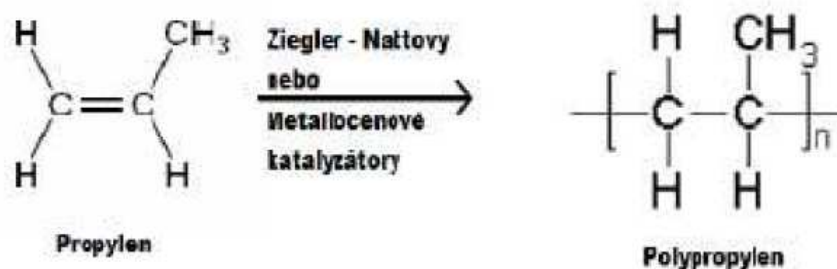 H CH3
C=C
H H
Propylen
Ziegler - Nattovy
nebo
Metallocenové
katalyzátory
H CH3
[ C C ]n
H H
Polypropylen